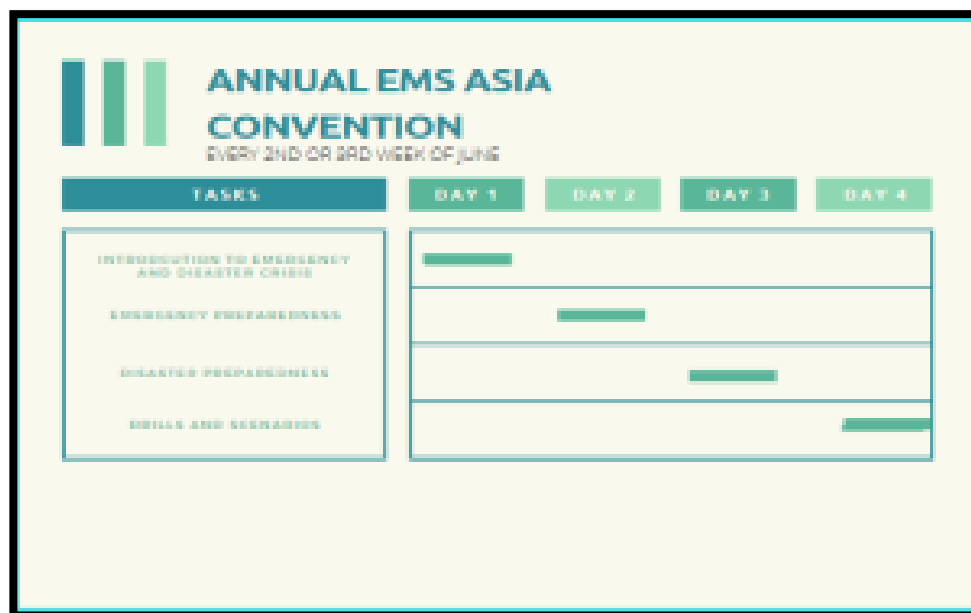 ANNUAL EMS ASIA
CONVENTION
EVERY 2ND OR 3RD WEEK OF JUNE
TASKS DAY 1 DAY 2 DAY 3 DAY 4
TO EMERGENCY
AND DISASTER CRISIS
EMERGENCY PREPAREDNESS
DISASTER PREPAREDNESS
DRILLS AND SCENARIOS